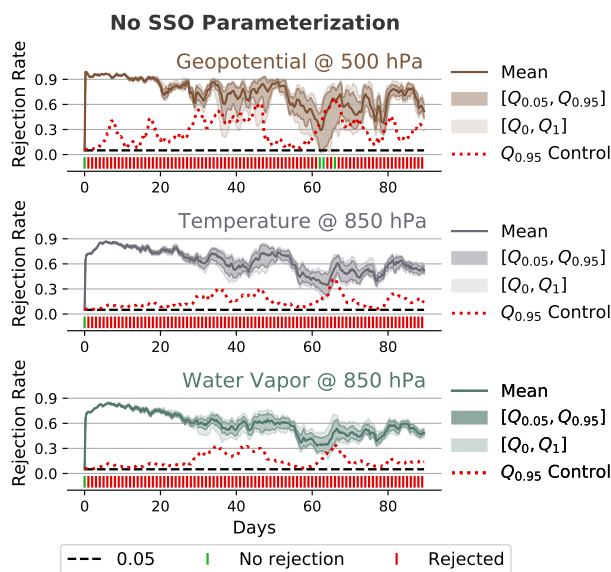 No SSO Parameterization
Geopotential @ 500 hPa
Rejection Rate
0.9
0.6
0.3
0.0
0 20 40 60 80
Mean
[Q0.05, Q0.95]
[Q0, Q1]
Q0.95 Control
Temperature @ 850 hPa
Rejection Rate
0.9
0.6
0.3
0.0
0 20 40 60 80
Mean
[Q0.05, Q0.95]
[Q0, Q1]
Q0.95 Control
Water Vapor @ 850 hPa
Rejection Rate
0.9
0.6
0.3
0.0
0 20 40 60 80
Days
Mean
[Q0.05, Q0.95]
[Q0, Q1]
Q0.95 Control
0.05 No rejection Rejected